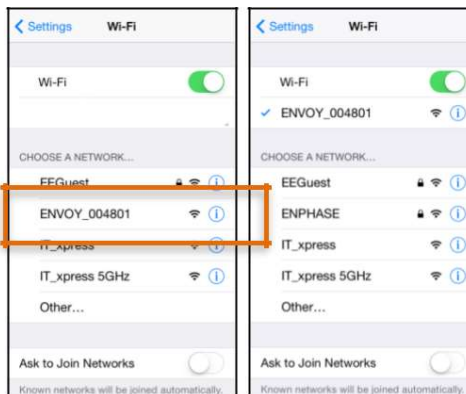 Settings Wi-Fi
Wi-Fi
CHOOSE A NETWORK...
EEGuest
ENVOY_004801
IT_xpress
IT_xpress 5GHz
Other...
Ask to Join Networks
Known networks will be joined automatically.
Settings Wi-Fi
Wi-Fi
ENVOY_004801
CHOOSE A NETWORK...
EEGuest
ENPHASE
IT_xpress
IT_xpress 5GHz
Other...
Ask to Join Networks
Known networks will be joined automatically.